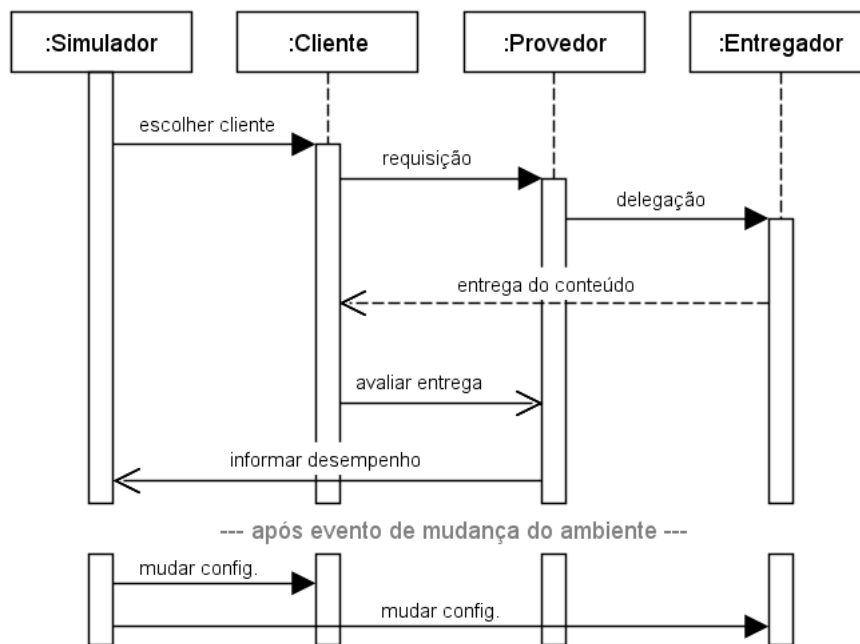 :Simulador
:Cliente
:Provedor
:Entregador
escolher cliente
requisição
delegação
entrega do conteúdo
avaliar entrega
informar desempenho
--- após evento de mudança do ambiente ---
mudar config.
mudar config.